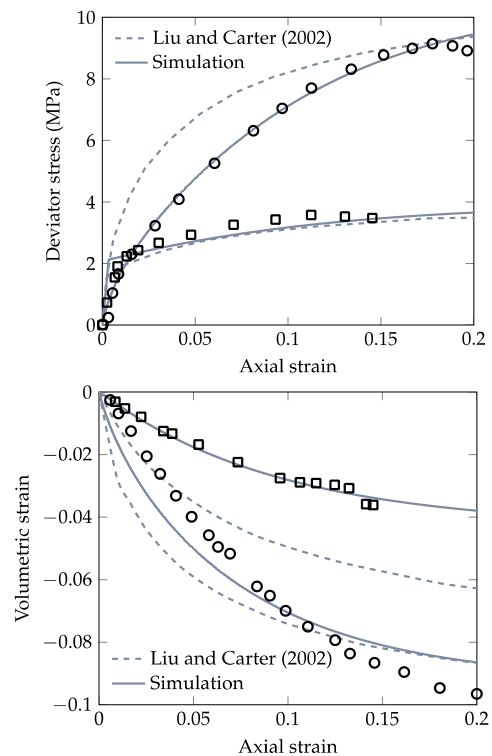 10
Liu and Carter (2002)
Simulation
8
6
4
2
0
Deviator stress (MPa)
0 0.05 0.1 0.15 0.2
Axial strain
0
−0.02
−0.04
−0.06
−0.08
−0.1
Volumetric strain
Liu and Carter (2002)
Simulation
0 0.05 0.1 0.15 0.2
Axial strain